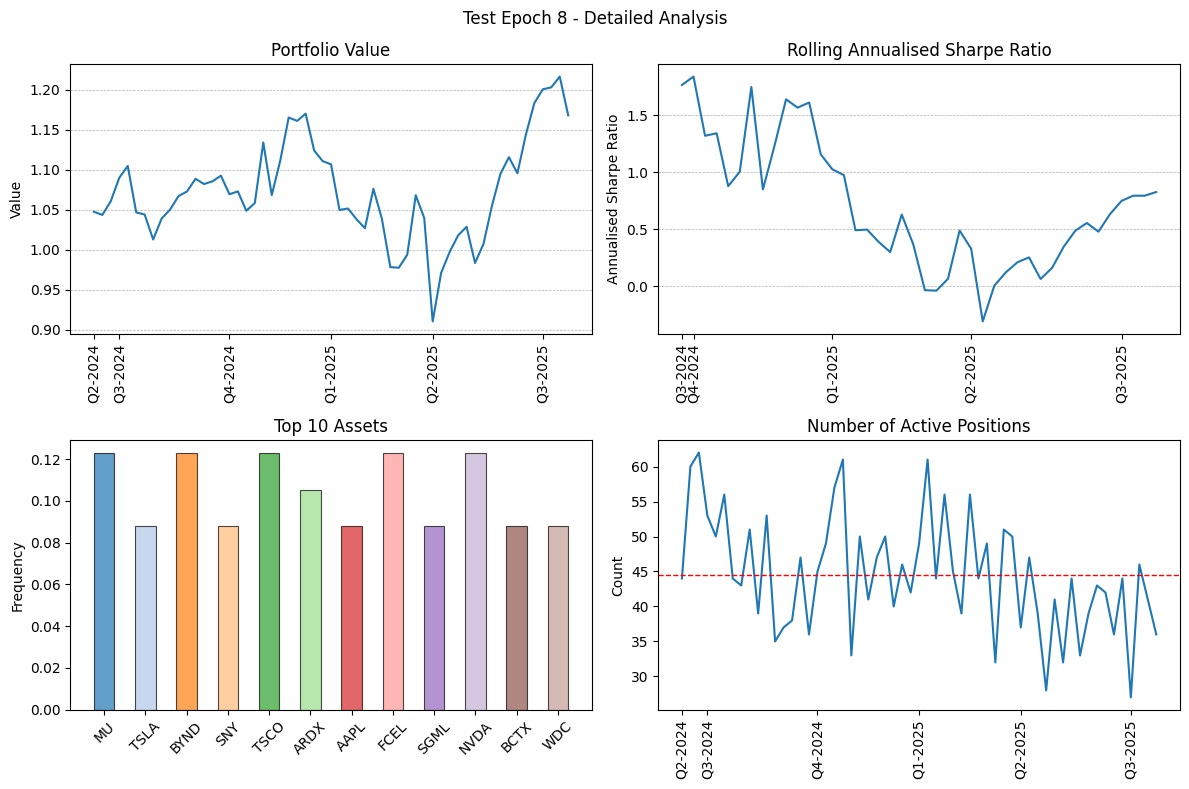 Test Epoch 8 - Detailed Analysis
Portfolio Value
Value
1.20
1.15
1.10
1.05
1.00
0.95
0.90
Q2-2024
Q3-2024
Q4-2024
Q1-2025
Q2-2025
Q3-2025
Rolling Annualised Sharpe Ratio
Annualised Sharpe Ratio
1.5
1.0
0.5
0.0
Q3-2024
Q4-2024
Q1-2025
Q2-2025
Q3-2025
Top 10 Assets
Frequency
0.12
0.10
0.08
0.06
0.04
0.02
0.00
MU
TSLA
BYND
SNY
TSCO
ARDX
AAPL
FCEL
SGML
NVDA
BCTX
WDC
Number of Active Positions
Count
60
55
50
45
40
35
30
Q2-2024
Q3-2024
Q4-2024
Q1-2025
Q2-2025
Q3-2025